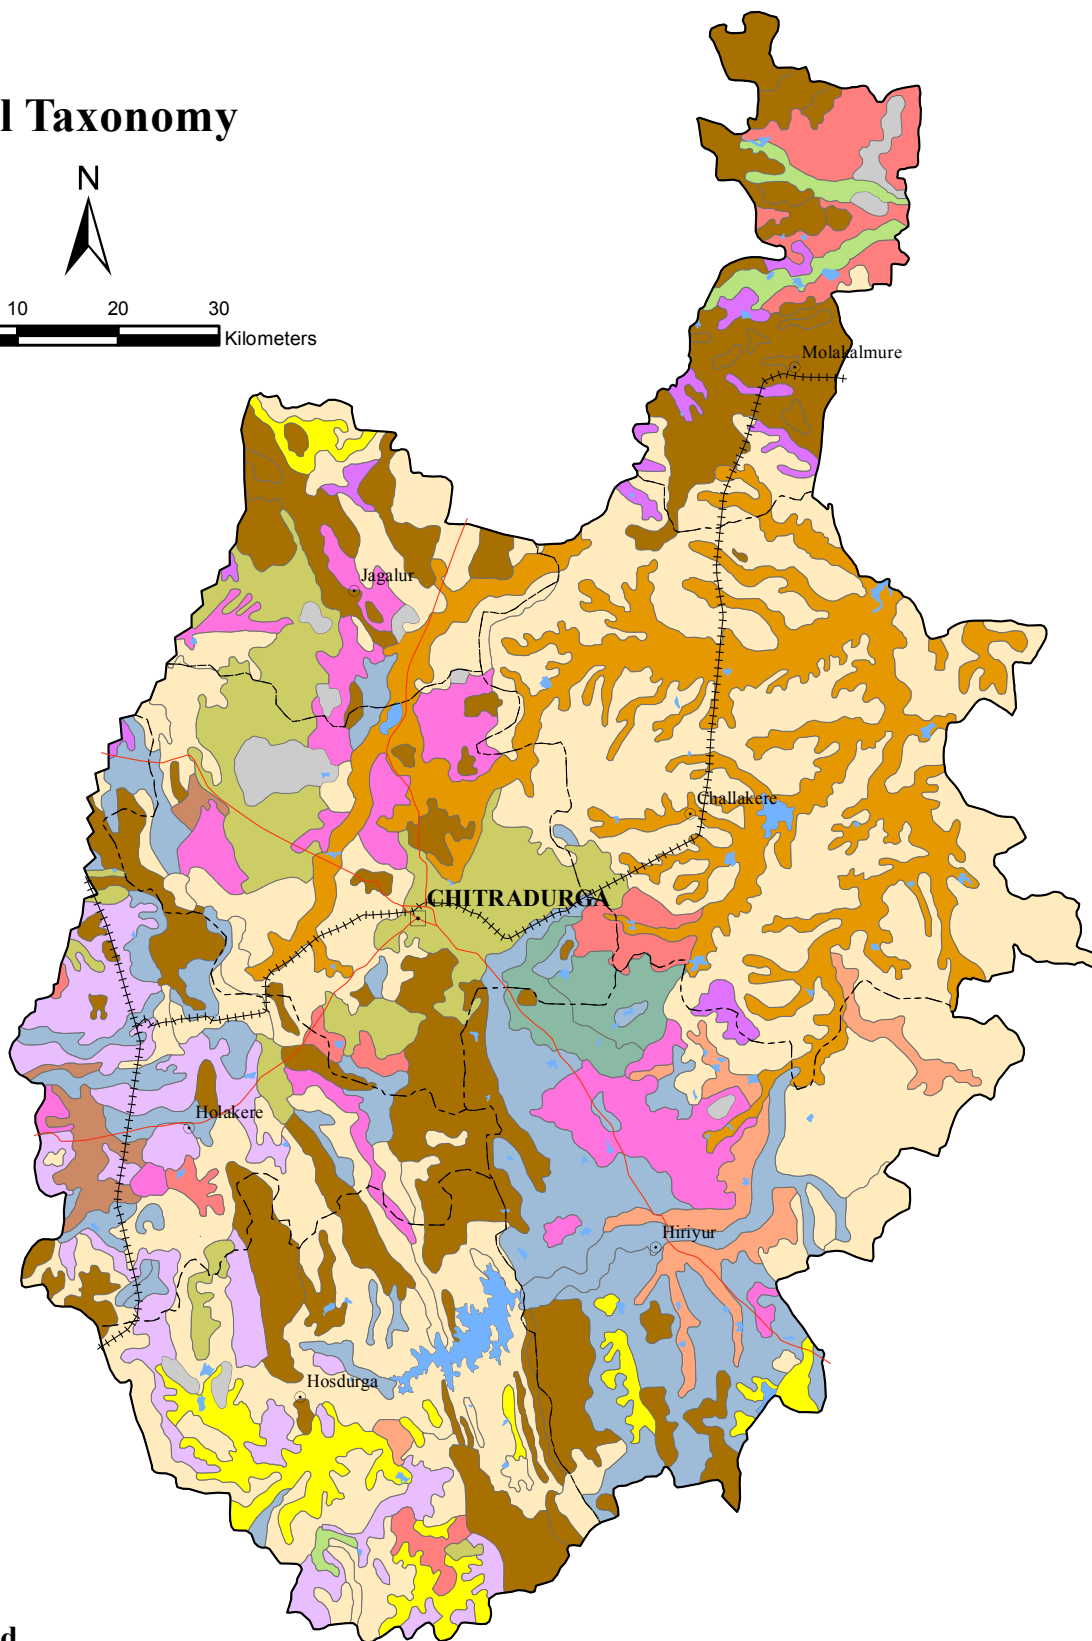 l Taxonomy
N
10 20 30
Kilometers
Molakalmure
Jagalur
Challakere
CHITRADURGA
Holakere
Hiriyur
Hosdurga
d